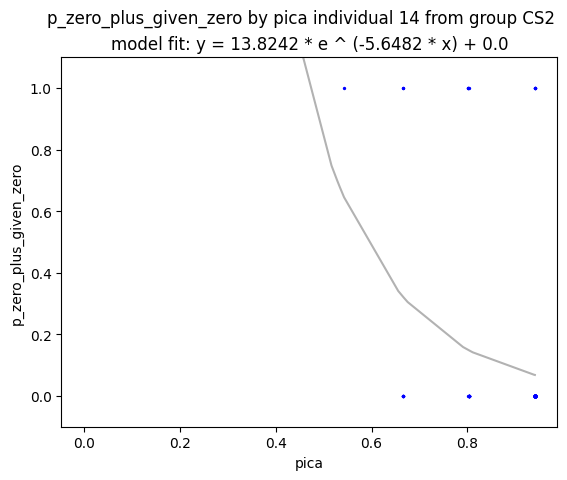 p_zero_plus_given_zero by pica individual 14 from group CS2
model fit: y = 13.8242 * e ^ (-5.6482 * x) + 0.0
1.0
0.8
0.6
0.4
0.2
0.0
p_zero_plus_given_zero
0.0 0.2 0.4 0.6 0.8
pica